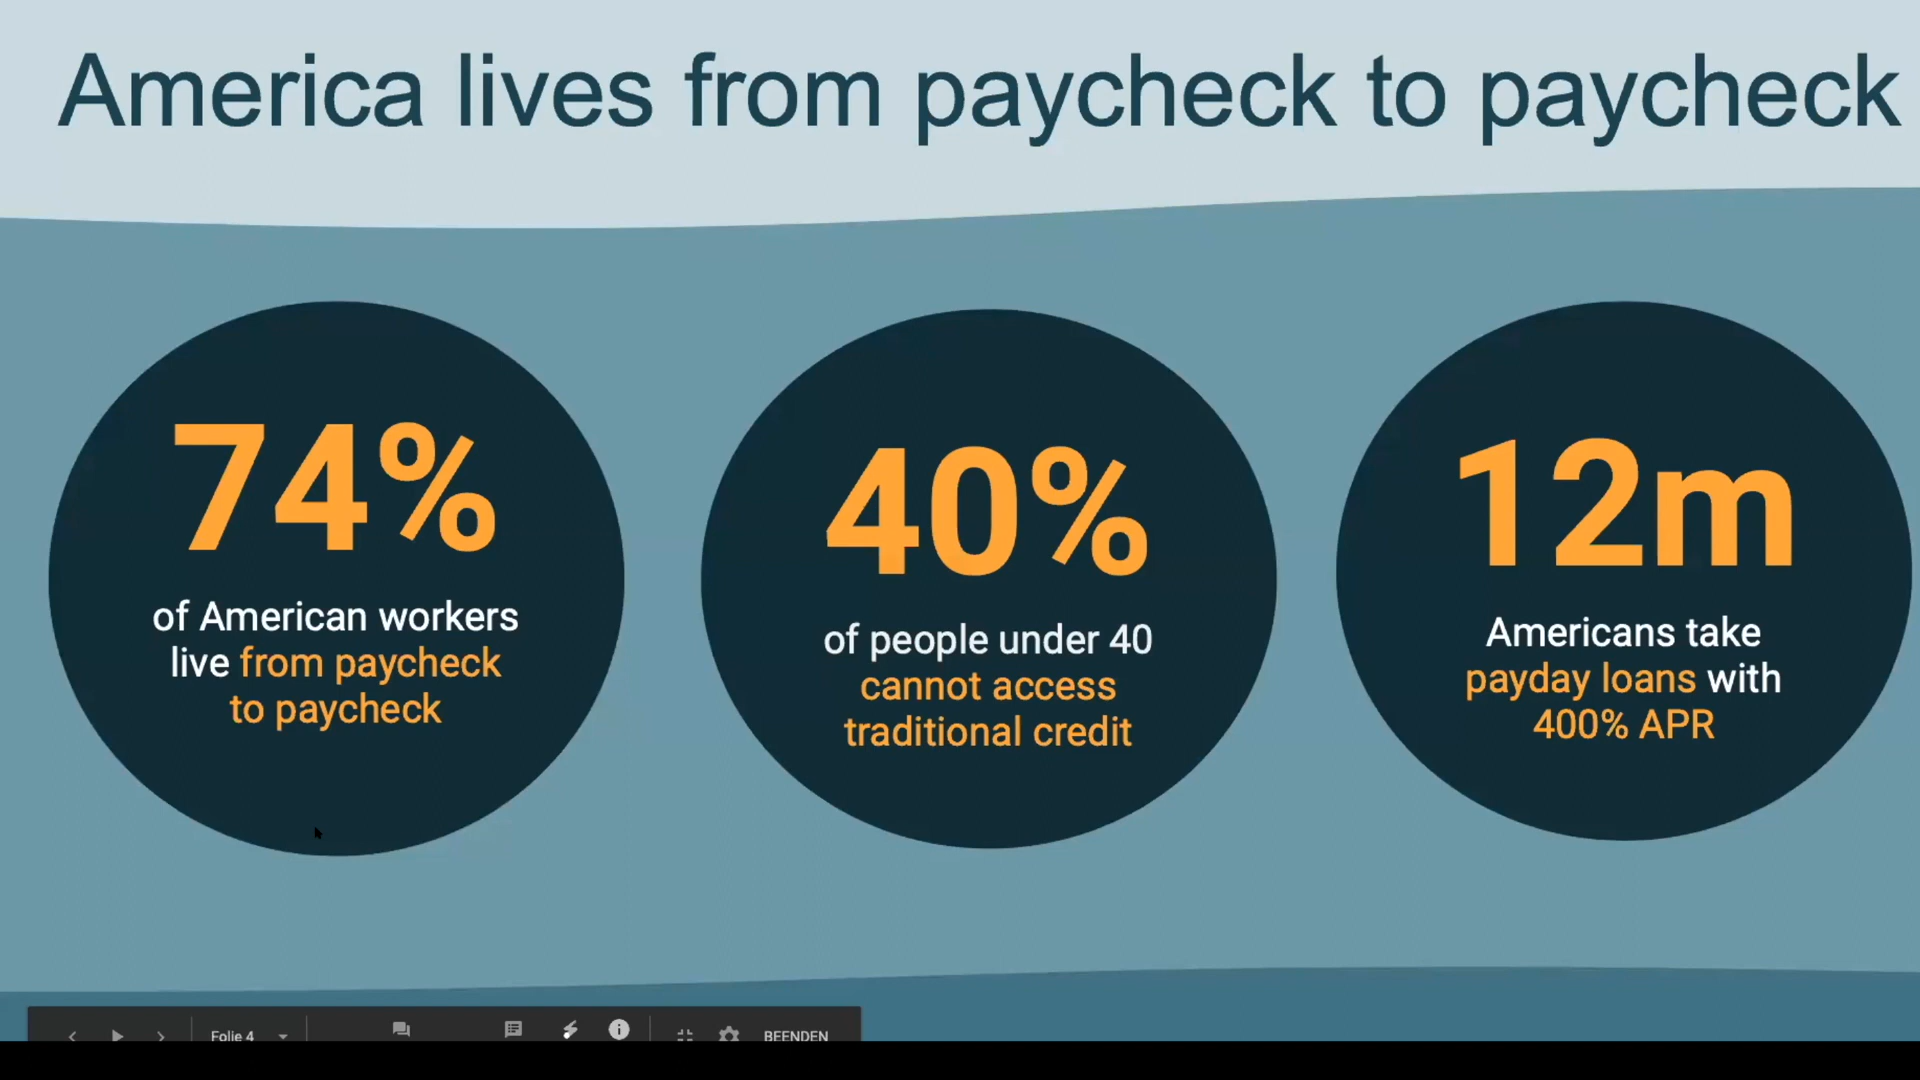 America lives from paycheck to paycheck
74%
of American workers
live from paycheck
to paycheck
40%
of people under 40
cannot access
traditional credit
12m
Americans take
payday loans with
400% APR
Folie 4
BEENDEN